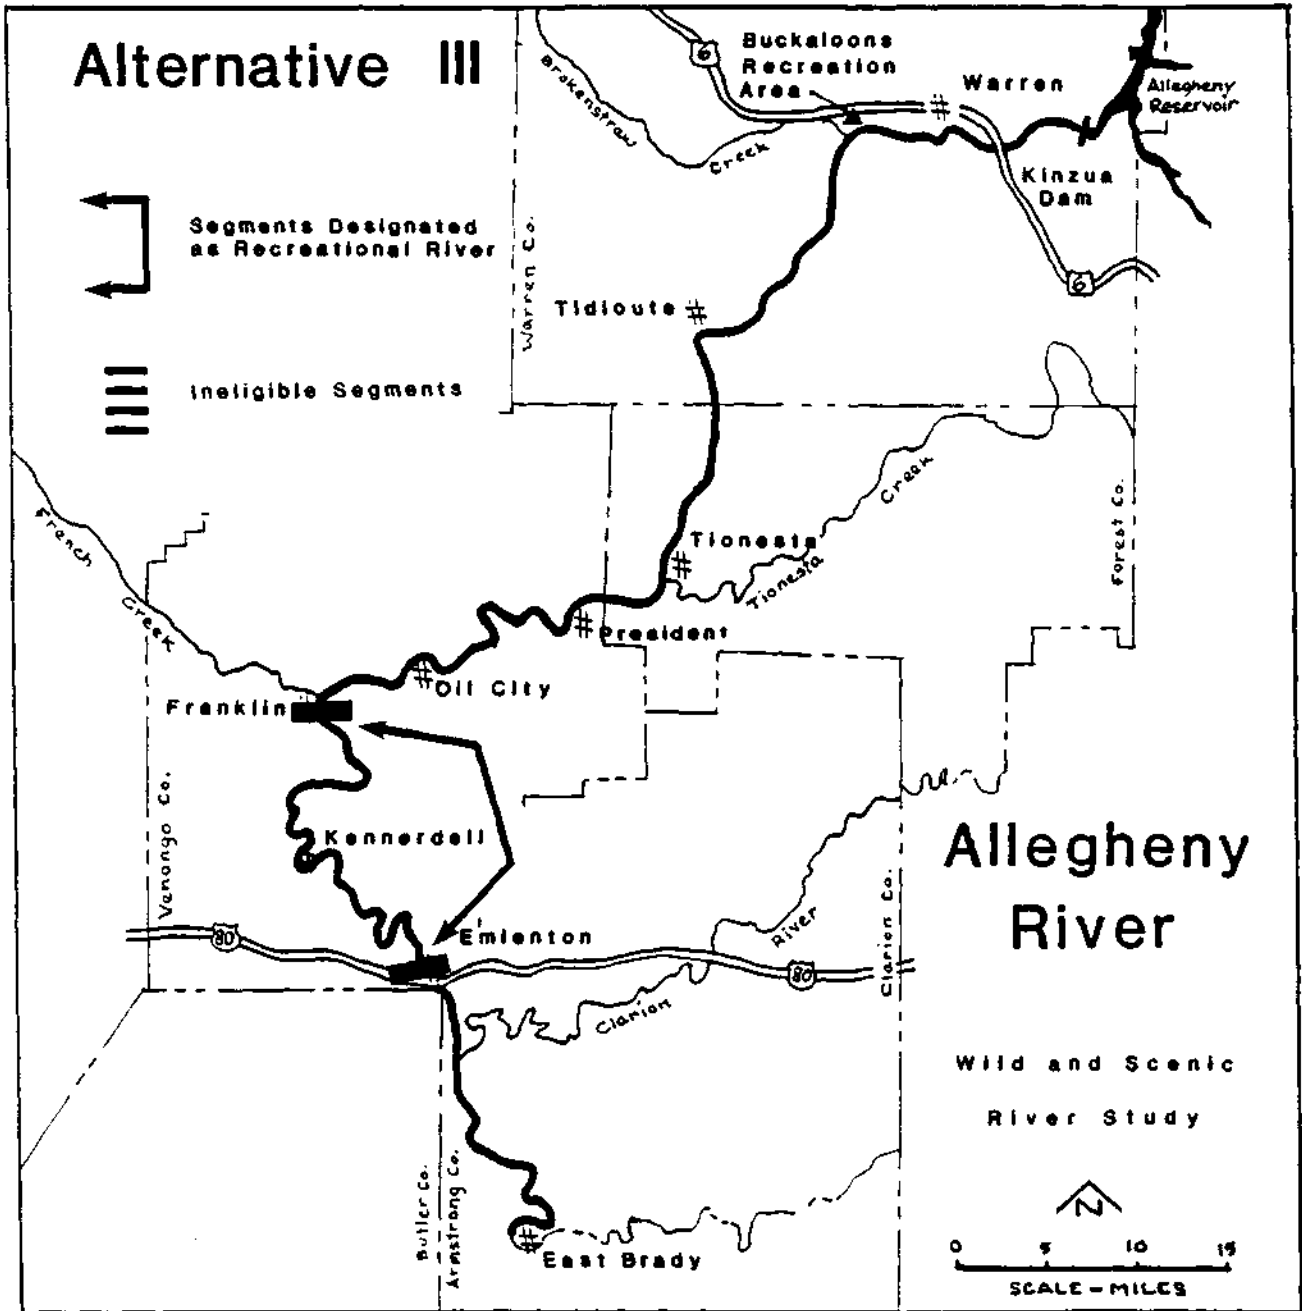 Alternative III
Segments Designated
as Recreational River
Ineligible Segments
6
Buckaloons
Recreation
Area
Warren
Allegheny
Reservoir
Brokenstraw
Creek
Kinzua
Dam
6
Warren Co.
Tidioute
Creek
Tionesta
Tionesta
Forest Co.
French
Creek
President
Oil City
Franklin
Kennerdell
Venango Co.
Allegheny
River
80
Emlenton
River
Clarion
80
Clarion Co.
Wild and Scenic
River Study
N
Butler Co.
Armstrong Co.
East Brady
0 5 10 15
SCALE - MILES